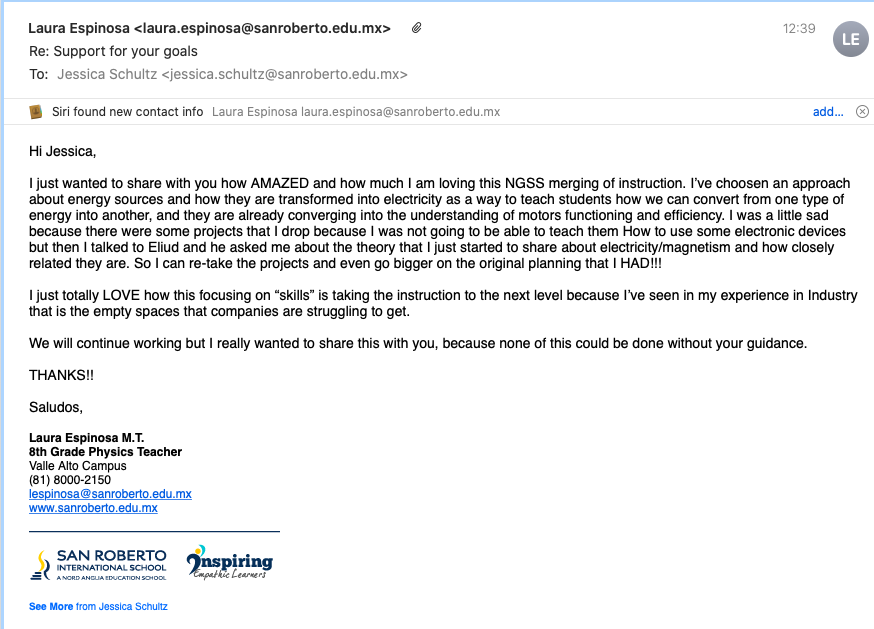 Laura Espinosa <laura.espinosa@sanroberto.edu.mx>
12:39
LE
Re: Support for your goals
To: Jessica Schultz <jessica.schultz@sanroberto.edu.mx>
Siri found new contact info Laura Espinosa laura.espinosa@sanroberto.edu.mx add...
Hi Jessica,
I just wanted to share with you how AMAZED and how much I am loving this NGSS merging of instruction. I’ve choosen an approach
about energy sources and how they are transformed into electricity as a way to teach students how we can convert from one type of
energy into another, and they are already converging into the understanding of motors functioning and efficiency. I was a little sad
because there were some projects that I drop because I was not going to be able to teach them How to use some electronic devices
but then I talked to Eliud and he asked me about the theory that I just started to share about electricity/magnetism and how closely
related they are. So I can re-take the projects and even go bigger on the original planning that I HAD!!!
I just totally LOVE how this focusing on “skills” is taking the instruction to the next level because I’ve seen in my experience in Industry
that is the empty spaces that companies are struggling to get.
We will continue working but I really wanted to share this with you, because none of this could be done without your guidance.
THANKS!!
Saludos,
Laura Espinosa M.T.
8th Grade Physics Teacher
Valle Alto Campus
(81) 8000-2150
lespinosa@sanroberto.edu.mx
www.sanroberto.edu.mx
SAN ROBERTO
INTERNATIONAL SCHOOL
A NORD ANGLIA EDUCATION SCHOOL
Inspiring
Empathic Learners
See More from Jessica Schultz